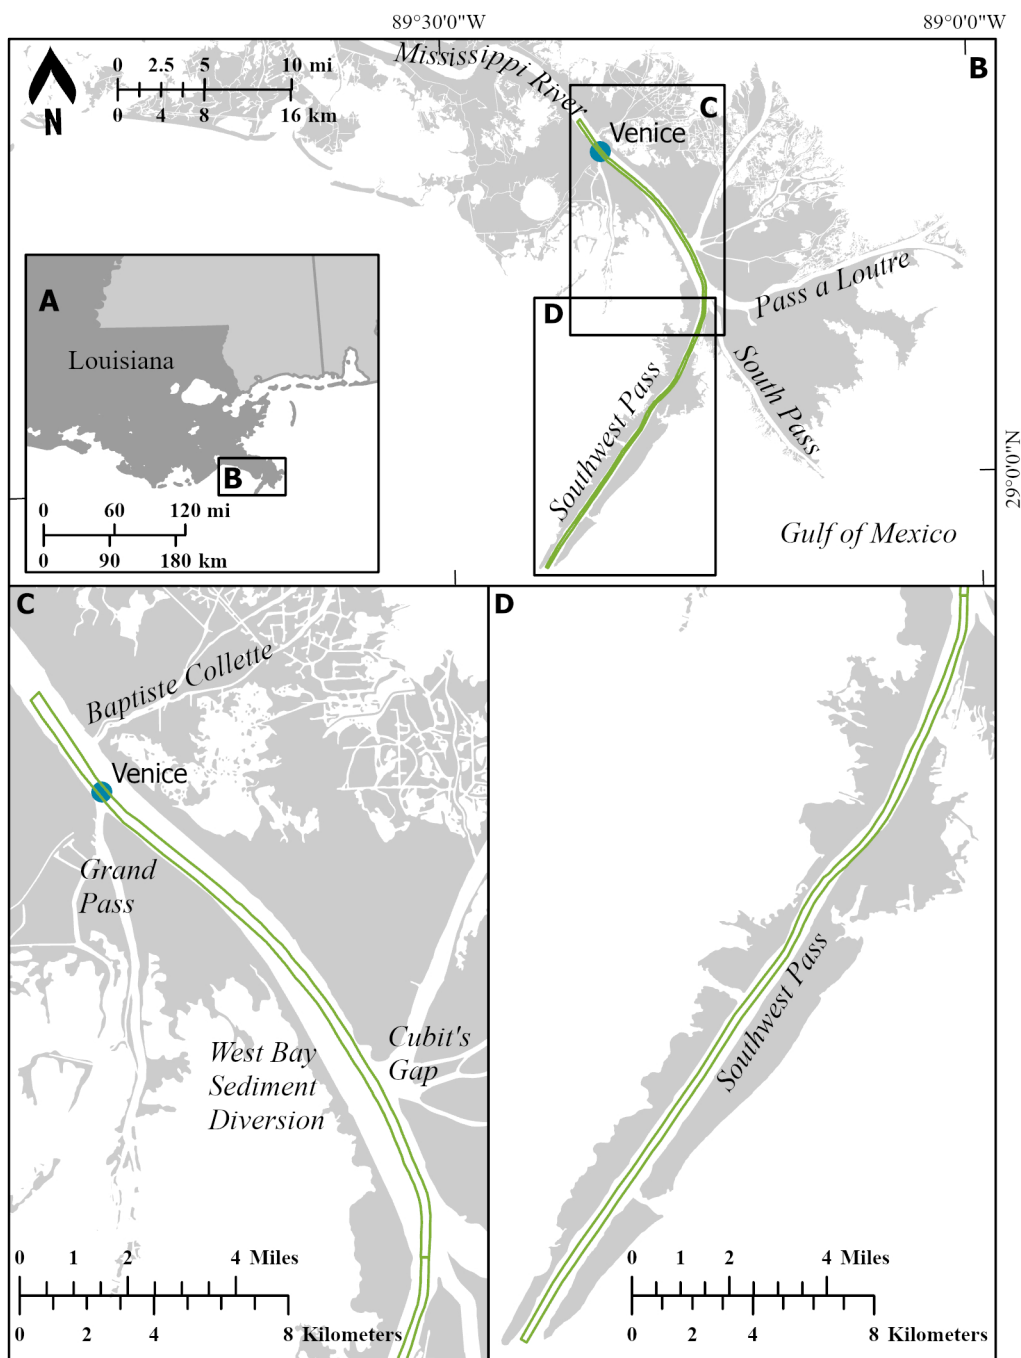 89°30'0"W
89°0'0"W
Mississippi River
B
0 2.5 5 10 mi
0 4 8 16 km
N
C
Venice
A
Louisiana
B
0 60 120 mi
0 90 180 km
D
Pass a Loutre
South Pass
Southwest Pass
29°0'0"N
Gulf of Mexico
C
Baptiste Collette
Venice
Grand
Pass
Cubit's
Gap
West Bay
Sediment
Diversion
0 1 2 4 Miles
0 2 4 8 Kilometers
D
Southwest Pass
0 1 2 4 Miles
0 2 4 8 Kilometers